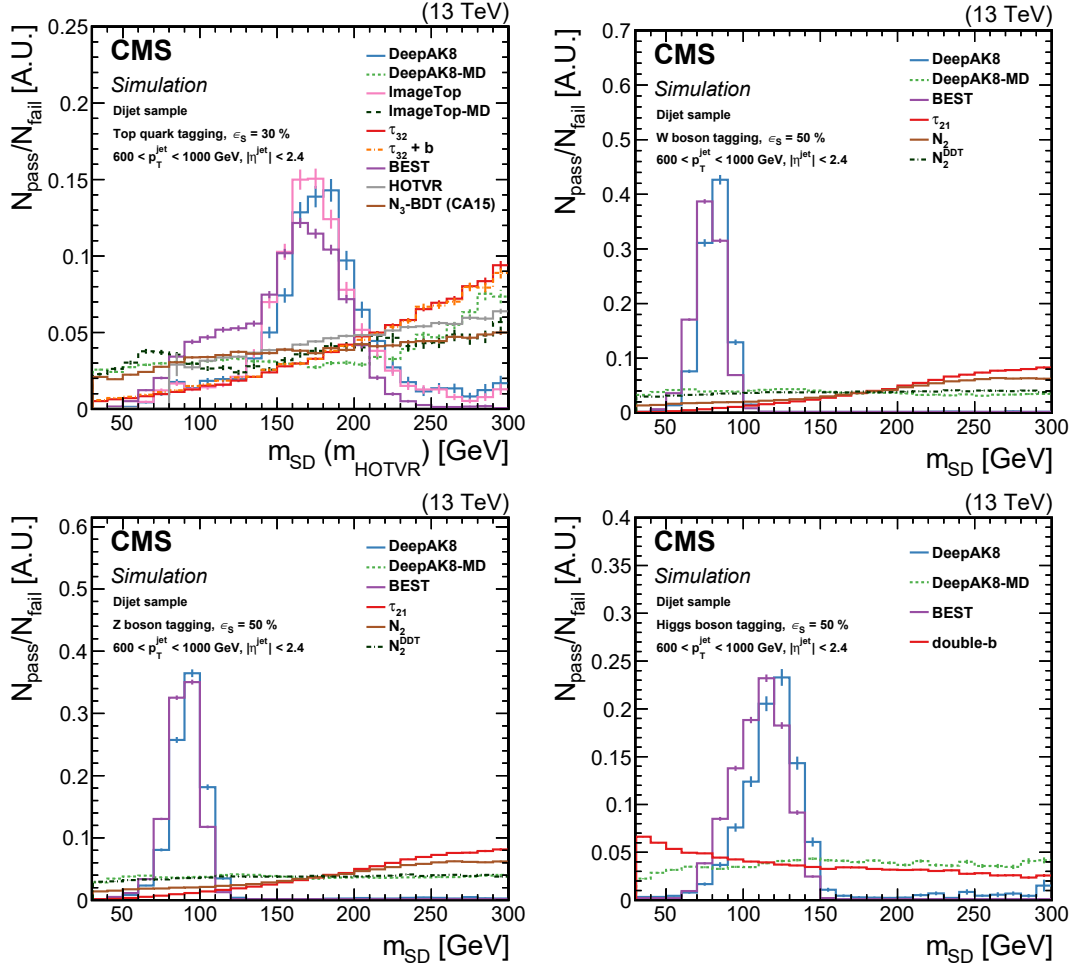 (13 TeV)
CMS
Simulation
Dijet sample
Top quark tagging, ε_S = 30 %
600 < p_T^jet < 1000 GeV, |η^jet| < 2.4
DeepAK8
DeepAK8-MD
ImageTop
ImageTop-MD
τ_32
τ_32 + b
BEST
HOTVR
N_3-BDT (CA15)
N_pass/N_fail [A.U.]
0.25
0.2
0.15
0.1
0.05
0
50 100 150 200 250 300
m_SD (m_HOTVR) [GeV]
(13 TeV)
CMS
Simulation
Dijet sample
W boson tagging, ε_S = 50 %
600 < p_T^jet < 1000 GeV, |η^jet| < 2.4
DeepAK8
DeepAK8-MD
BEST
τ_21
N_2
N_2^DDT
N_pass/N_fail [A.U.]
0.7
0.6
0.5
0.4
0.3
0.2
0.1
0
50 100 150 200 250 300
m_SD [GeV]
(13 TeV)
CMS
Simulation
Dijet sample
Z boson tagging, ε_S = 50 %
600 < p_T^jet < 1000 GeV, |η^jet| < 2.4
DeepAK8
DeepAK8-MD
BEST
τ_21
N_2
N_2^DDT
N_pass/N_fail [A.U.]
0.6
0.5
0.4
0.3
0.2
0.1
0
50 100 150 200 250 300
m_SD [GeV]
(13 TeV)
CMS
Simulation
Dijet sample
Higgs boson tagging, ε_S = 50 %
600 < p_T^jet < 1000 GeV, |η^jet| < 2.4
DeepAK8
DeepAK8-MD
BEST
double-b
N_pass/N_fail [A.U.]
0.4
0.35
0.3
0.25
0.2
0.15
0.1
0.05
0
50 100 150 200 250 300
m_SD [GeV]